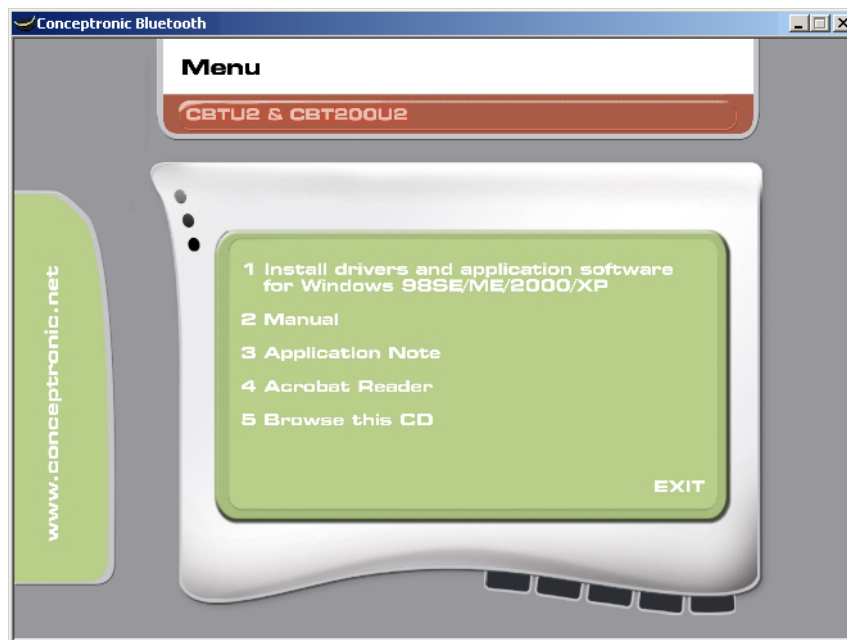 Conceptronic Bluetooth
Menu
CBTU2 & CBT200U2
www.conceptronic.net
1 Install drivers and application software
for Windows 98SE/ME/2000/XP
2 Manual
3 Application Note
4 Acrobat Reader
5 Browse this CD
EXIT